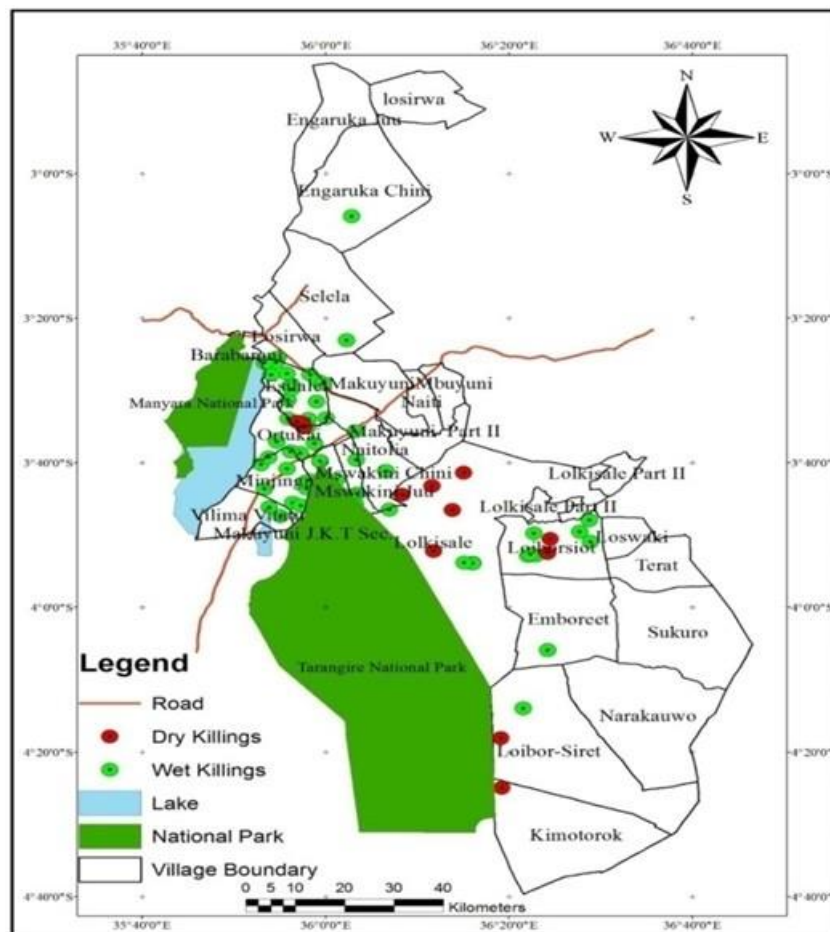 35°40'0"E 36°0'0"E 36°20'0"E 36°40'0"E
N
W E
S
losirwa
Engaruka Juu
3°0'0"S 3°0'0"S
Engaruka Chini
Selela
3°20'0"S 3°20'0"S
Losirwa
Barabarani
Makuyuni Mbuyuni
Esilalei
Naiti
Manyara National Park
Ortukai
Makuyuni Part II
Naitolia
3°40'0"S 3°40'0"S
Mswakini Chini
Lolkisale Part II
Minjingu
Mswakini Juu
Lolkisale Part II
Vilima Vitatu
Makuyuni J.K.T Sec.
Lolkisale
Loswaki
Loiborsiot
Terat
4°0'0"S 4°0'0"S
Emboreet
Sukuro
Legend
Tarangire National Park
Road
Narakauwo
Dry Killings
4°20'0"S
Loibor-Siret
Wet Killings
Lake
National Park
Kimotorok
Village Boundary
0 5 10 20 30 40
Kilometers
4°40'0"S 4°40'0"S
35°40'0"E 36°0'0"E 36°20'0"E 36°40'0"E